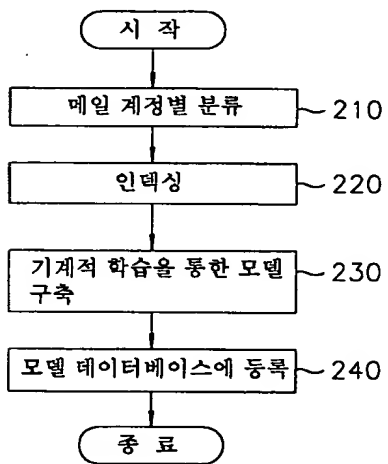 시 작
메일 계정별 분류
210
인덱싱
220
기계적 학습을 통한 모델
구축
230
모델 데이터베이스에 등록
240
종 료